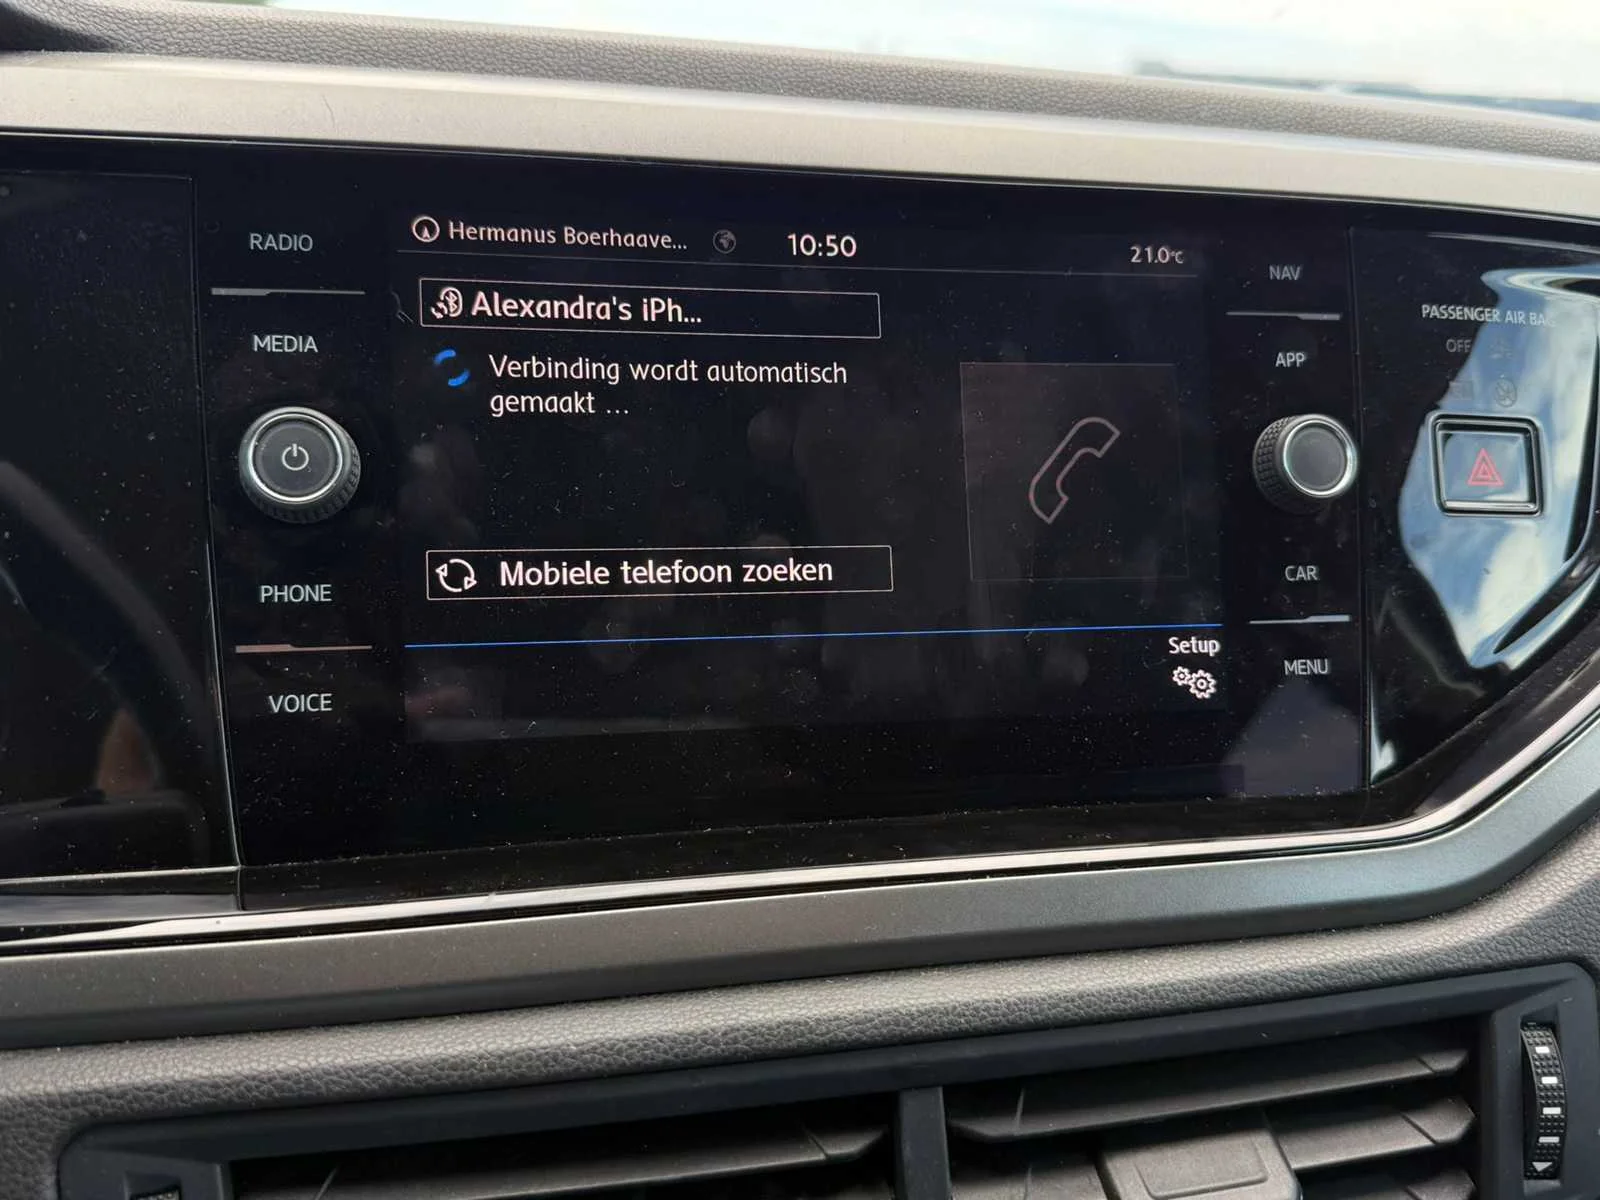 RADIO
MEDIA
PHONE
VOICE
Hermanus Boerhaave...
10:50
21.0°C
Alexandra's iPh...
Verbinding wordt automatisch
gemaakt ...
Mobiele telefoon zoeken
Setup
NAV
APP
CAR
MENU
PASSENGER AIR BAG
OFF